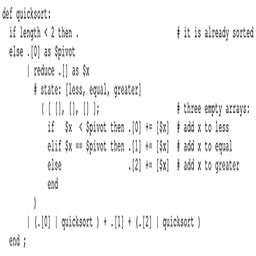 def quicksort:
  if length < 2 then .                    # it is already sorted
  else .[0] as $pivot
     | reduce .[] as $x
       # state: [less, equal, greater]
         ( [ [], [], [] ];                # three empty arrays:
           if   $x  < $pivot then .[0] += [$x]  # add x to less
           elif $x == $pivot then .[1] += [$x]  # add x to equal
           else                   .[2] += [$x]  # add x to greater
           end
         )
     | (.[0] | quicksort ) + .[1] + (.[2] | quicksort )
  end ;